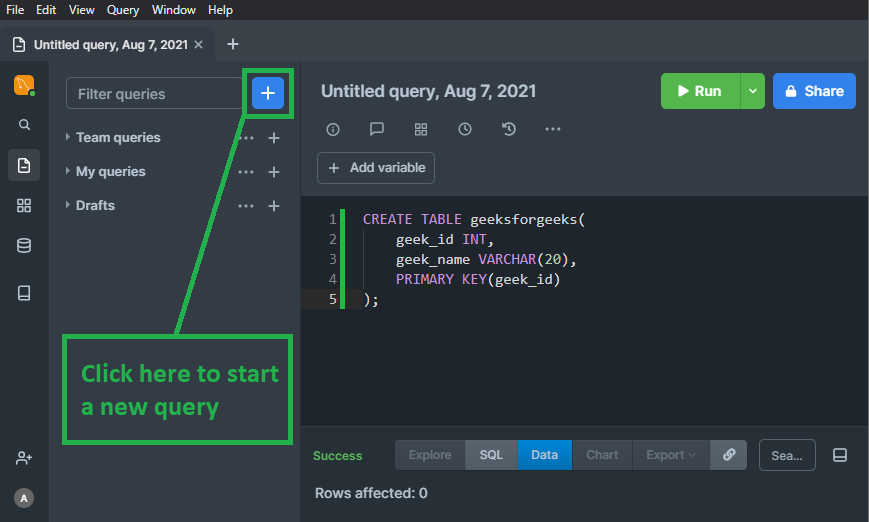 File Edit View Query Window Help
Untitled query, Aug 7, 2021
Filter queries
Team queries
My queries
Drafts
Click here to start
a new query
A
Untitled query, Aug 7, 2021
Run
Share
Add variable
1 CREATE TABLE geeksforgeeks(
2 geek_id INT,
3 geek_name VARCHAR(20),
4 PRIMARY KEY(geek_id)
5 );
Success
Explore SQL Data Chart Export
Sea...
Rows affected: 0